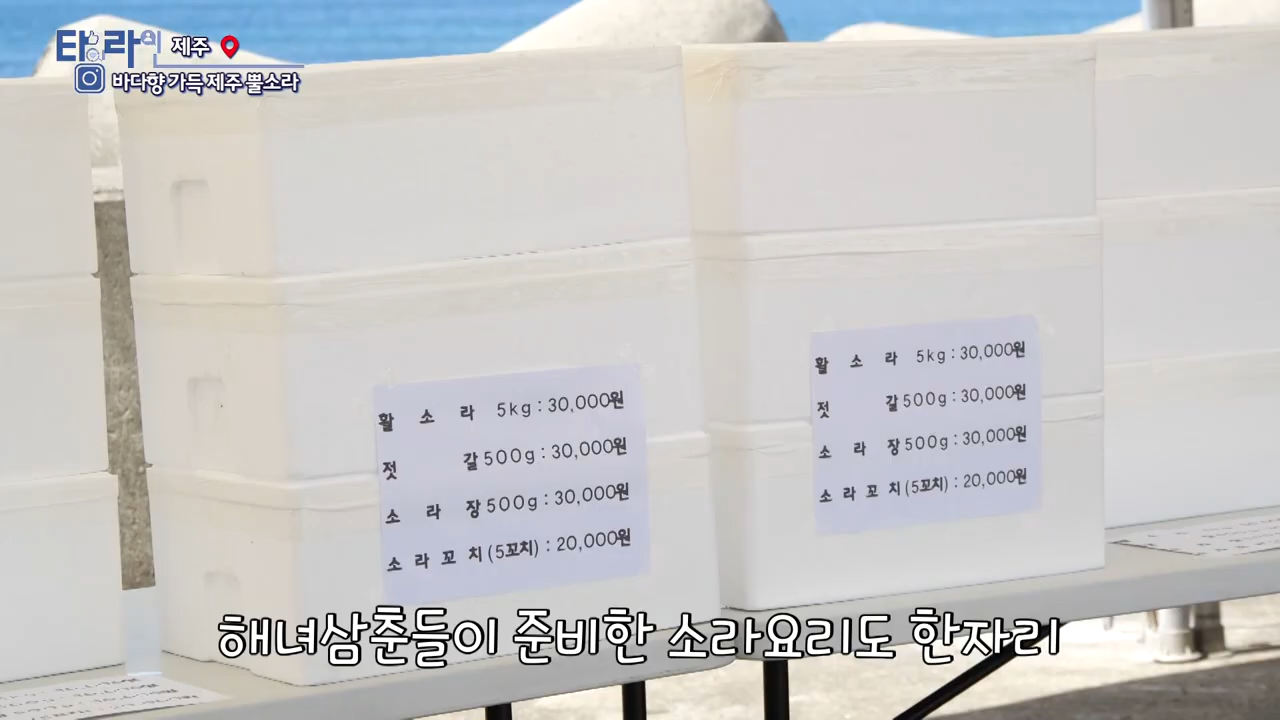 타라의 제주
바다향 가득 제주 뿔소라
활 소 라 5kg : 30,000원
젓 갈 500g : 30,000원
소 라 장 500g : 30,000원
소 라 꼬 치 (5꼬치) : 20,000원
활 소 라 5kg : 30,000원
젓 갈 500g : 30,000원
소 라 장 500g : 30,000원
소 라 꼬 치 (5꼬치) : 20,000원
해녀삼춘들이 준비한 소라요리도 한자리